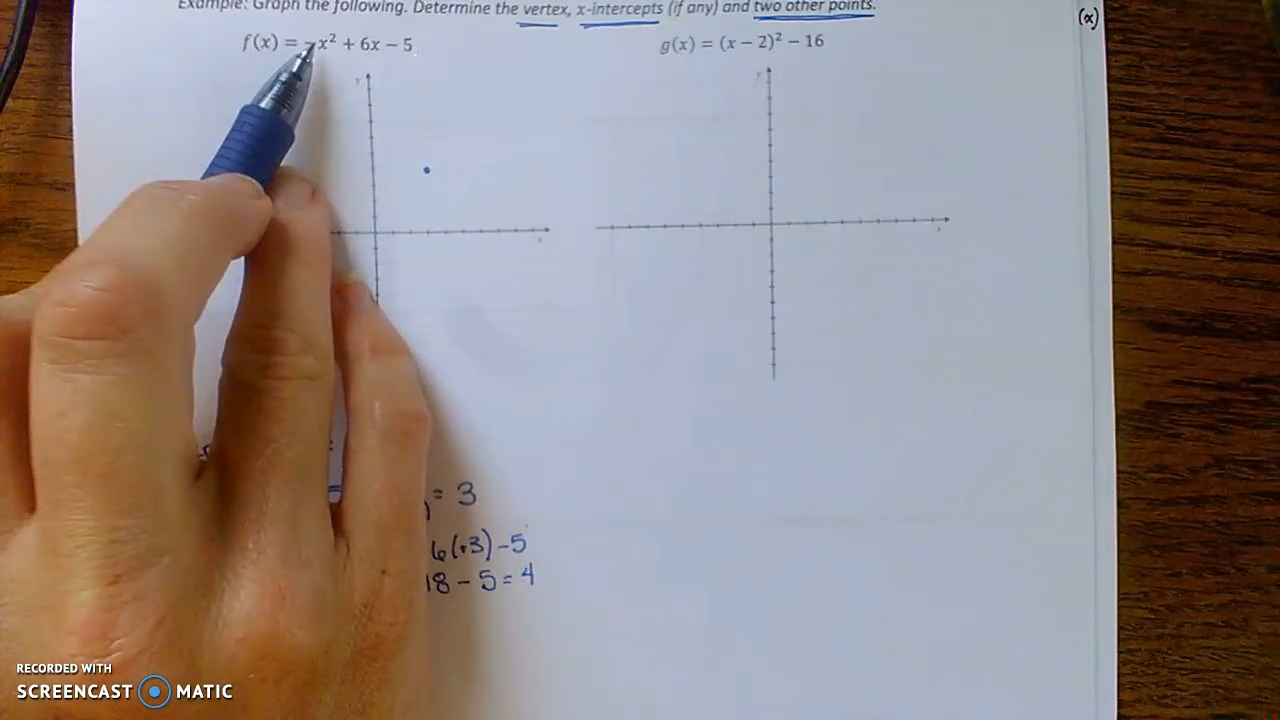 Example: Graph the following. Determine the vertex, x-intercepts (if any) and two other points.
(x)
f(x) = -x² + 6x - 5
g(x) = (x - 2)² - 16
y
y
x
x
= 3
6(+3) -5
18 - 5 = 4
RECORDED WITH
SCREENCAST MATIC